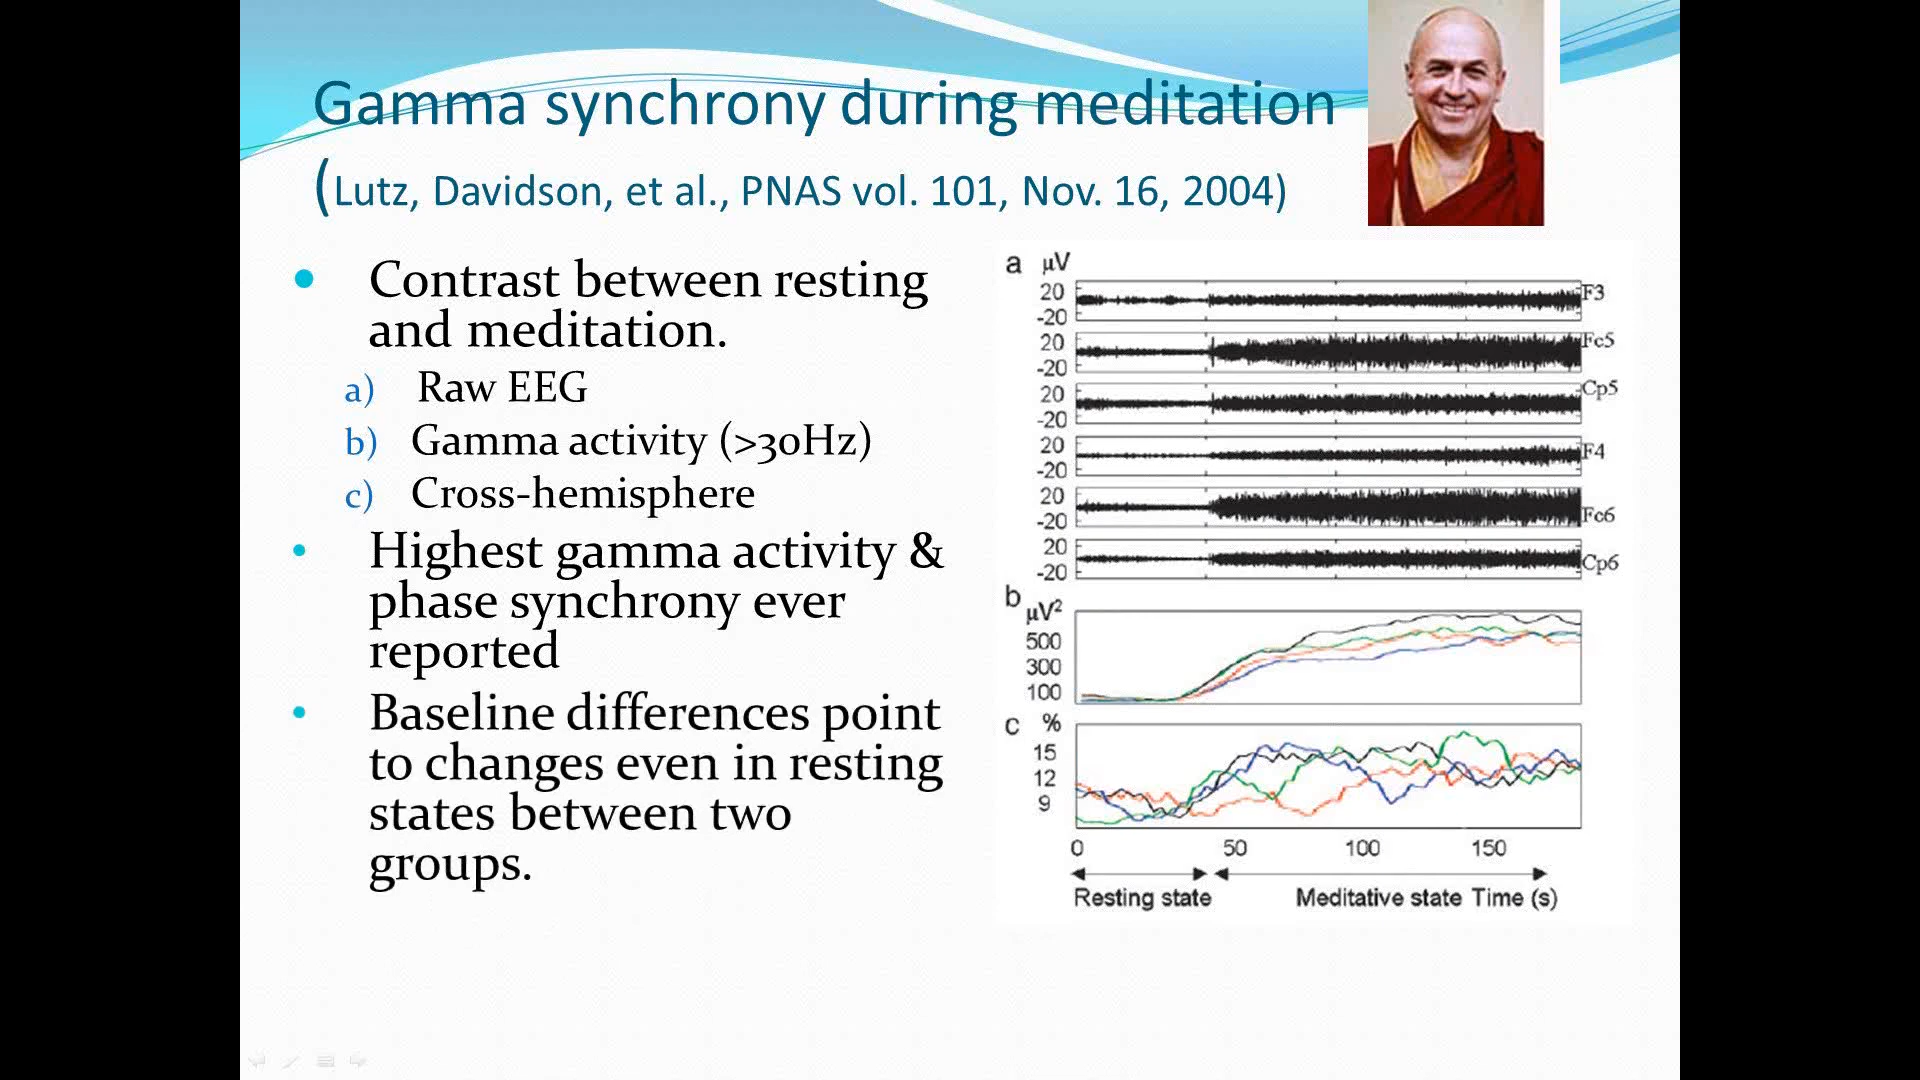 Gamma synchrony during meditation
(Lutz, Davidson, et al., PNAS vol. 101, Nov. 16, 2004)
• Contrast between resting
and meditation.
a) Raw EEG
b) Gamma activity (>30Hz)
c) Cross-hemisphere
• Highest gamma activity &
phase synchrony ever
reported
• Baseline differences point
to changes even in resting
states between two
groups.
a µV
20
-20
F3
20
-20
Fc5
20
-20
Cp5
20
-20
F4
20
-20
Fc6
20
-20
Cp6
b
µV²
500
300
100
c %
15
12
9
0 50 100 150
Resting state Meditative state Time (s)